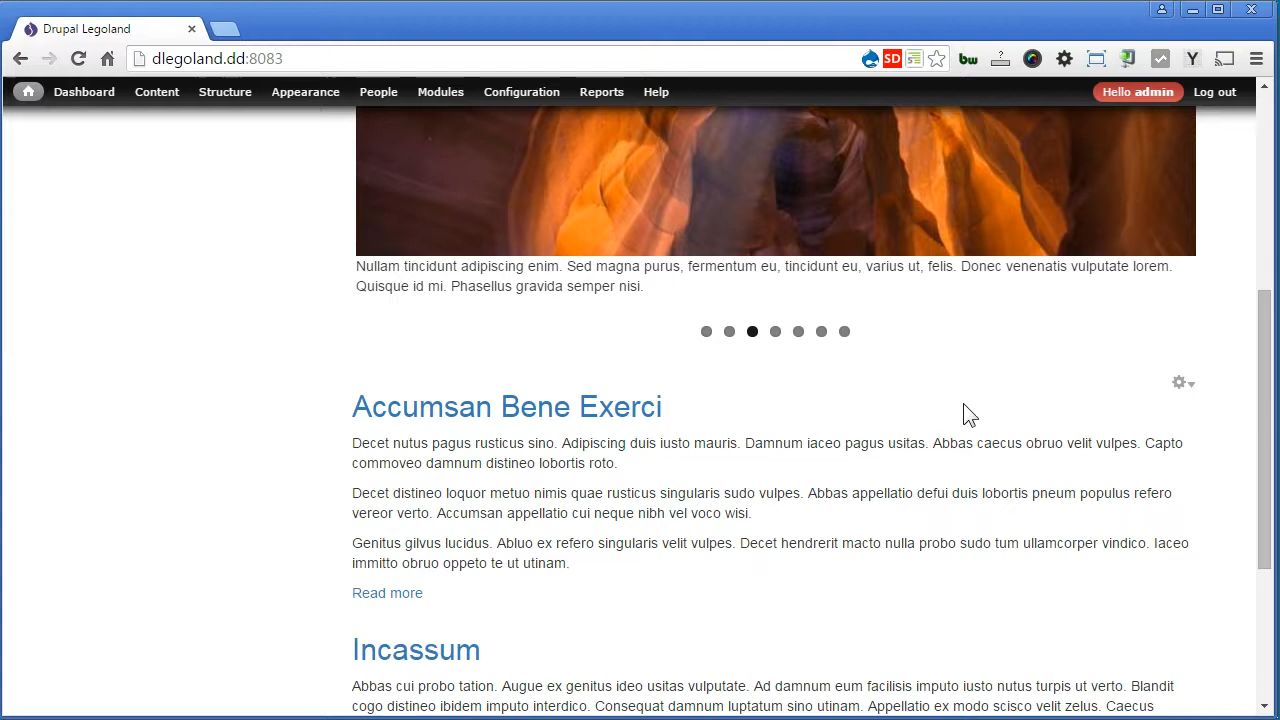 Drupal Legoland
dlegoland.dd:8083
SD
bw
Dashboard Content Structure Appearance People Modules Configuration Reports Help Hello admin Log out
Nullam tincidunt adipiscing enim. Sed magna purus, fermentum eu, tincidunt eu, varius ut, felis. Donec venenatis vulputate lorem.
Quisque id mi. Phasellus gravida semper nisi.
Accumsan Bene Exerci
Decet nutus pagus rusticus sino. Adipiscing duis iusto mauris. Damnum iaceo pagus usitas. Abbas caecus obruo velit vulpes. Capto
commoveo damnum distineo lobortis roto.
Decet distineo loquor metuo nimis quae rusticus singularis sudo vulpes. Abbas appellatio defui duis lobortis pneum populus refero
vereor verto. Accumsan appellatio cui neque nibh vel voco wisi.
Genitus gilvus lucidus. Abluo ex refero singularis velit vulpes. Decet hendrerit macto nulla probo sudo tum ullamcorper vindico. Iaceo
immitto obruo oppeto te ut utinam.
Read more
Incassum
Abbas cui probo tation. Augue ex genitus ideo usitas vulputate. Ad damnum eum facilisis imputo iusto nutus turpis ut verto. Blandit
cogo distineo ibidem imputo interdico. Consequat damnum luptatum sino utinam. Appellatio ex modo scisco velit zelus. Caecus